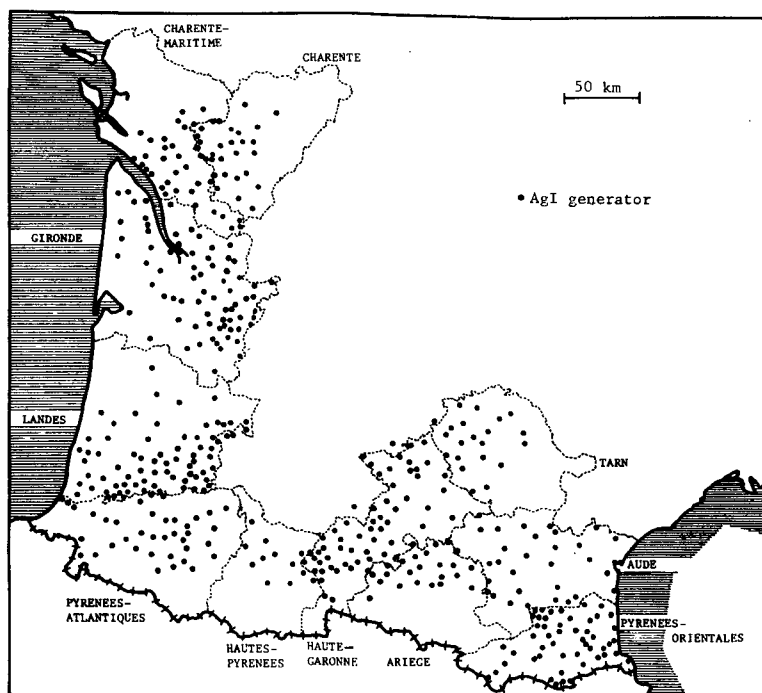 CHARENTE-
MARITIME
CHARENTE
50 km
AgI generator
GIRONDE
LANDES
TARN
AUDE
PYRENEES-
ATLANTIQUES
HAUTES-
PYRENEES
HAUTE-
GARONNE
ARIEGE
PYRENEES-
ORIENTALES